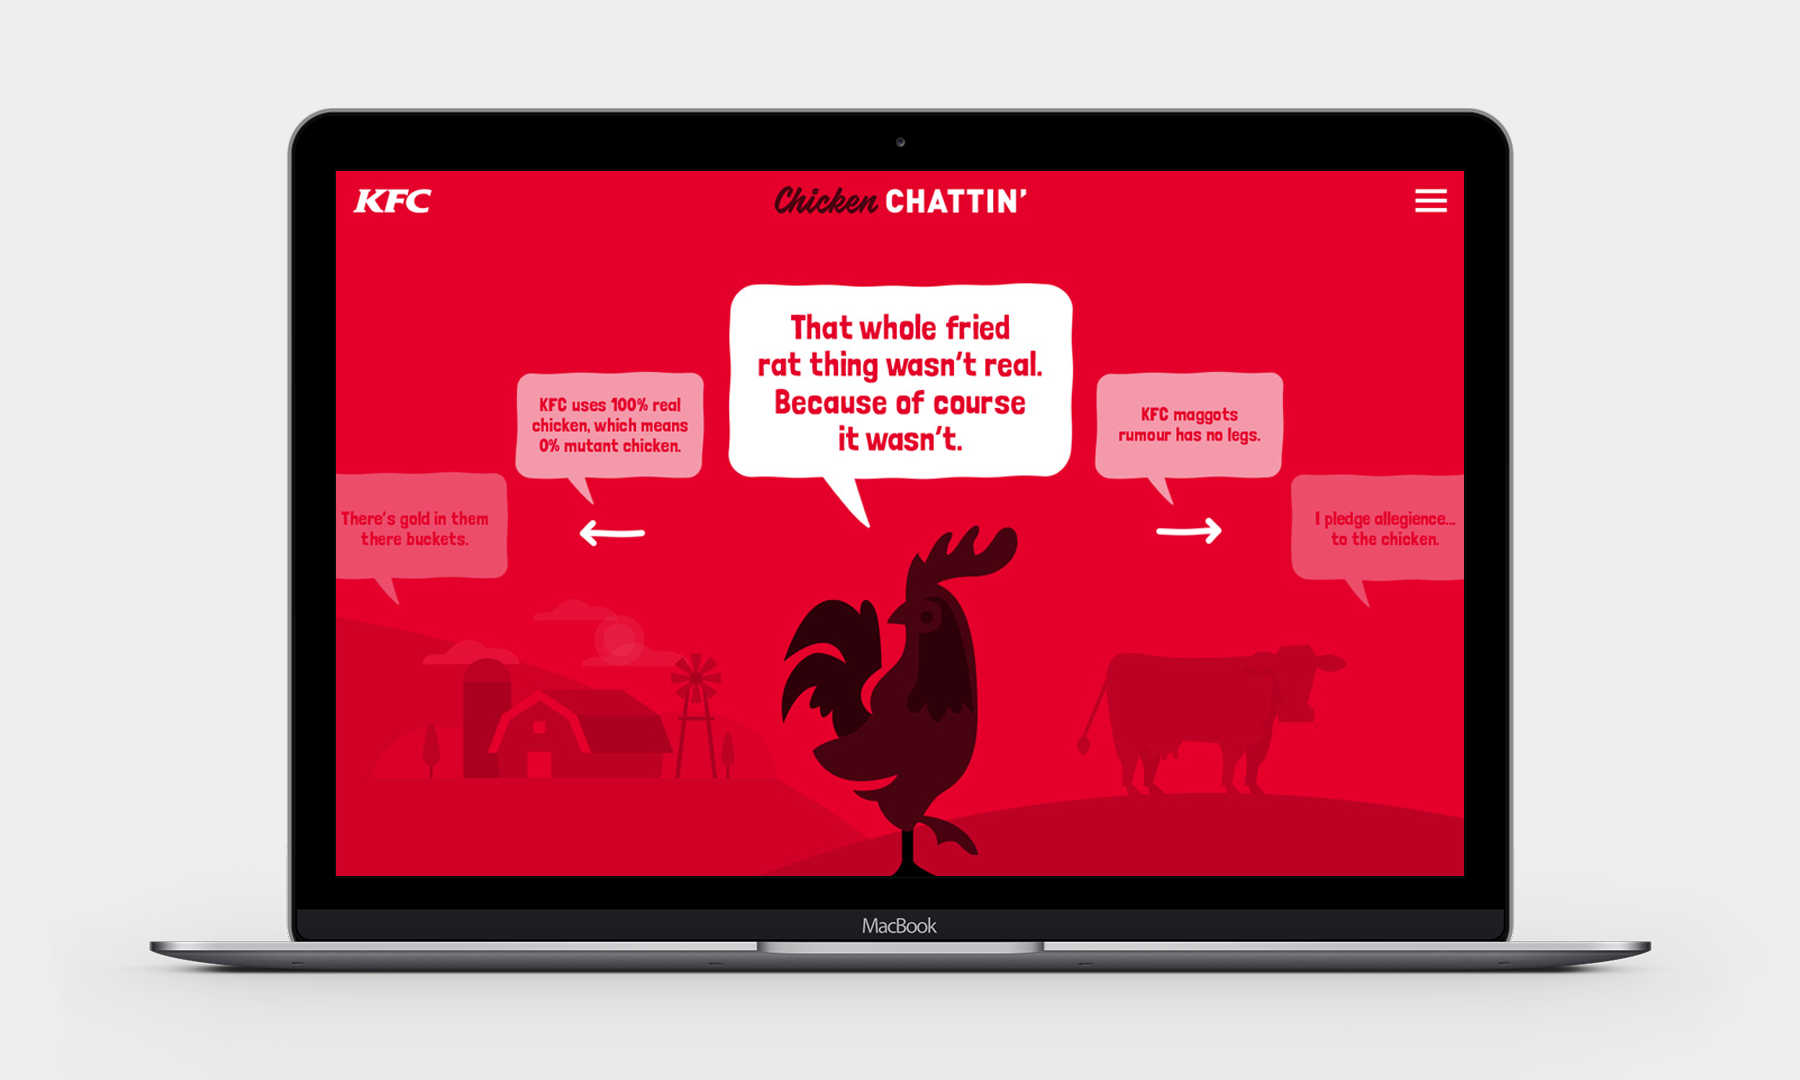 KFC
Chicken CHATTIN'
That whole fried
rat thing wasn't real.
Because of course
it wasn't.
KFC uses 100% real
chicken, which means
0% mutant chicken.
KFC maggots
rumour has no legs.
There's gold in them
there buckets.
I pledge allegience...
to the chicken.
MacBook